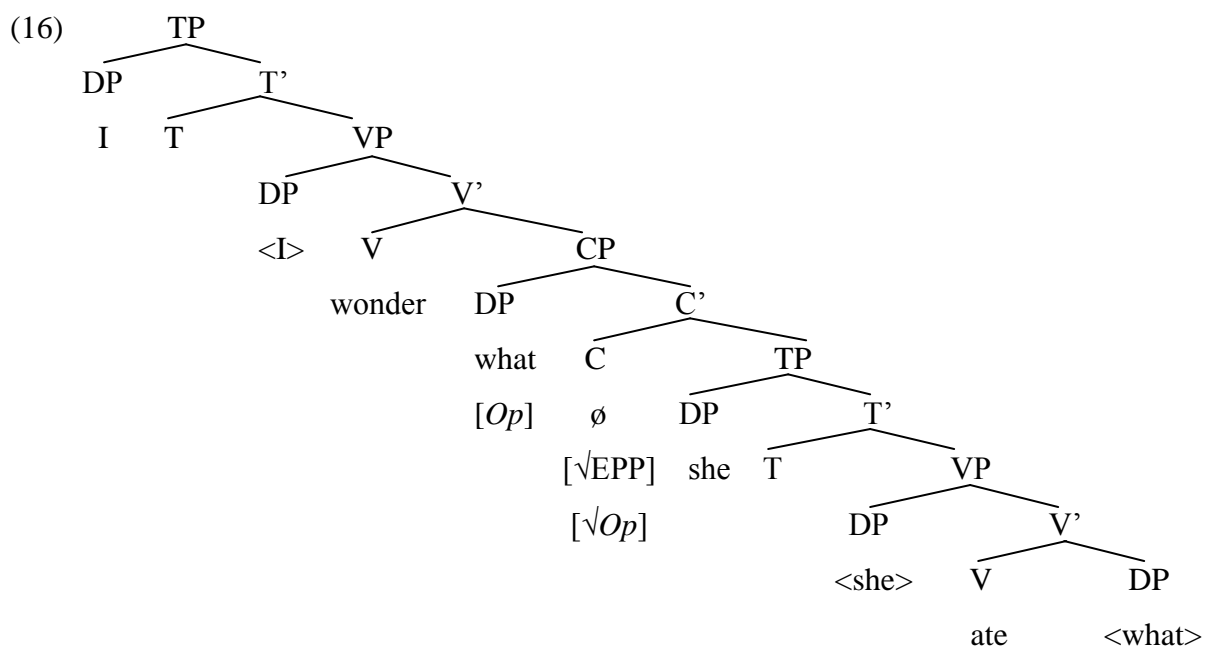 (16) TP
DP T’
I T VP
DP V’
<I> V CP
wonder DP C’
what C TP
[Op] ø DP T’
[√EPP] she T VP
[√Op] DP V’
<she> V DP
ate <what>